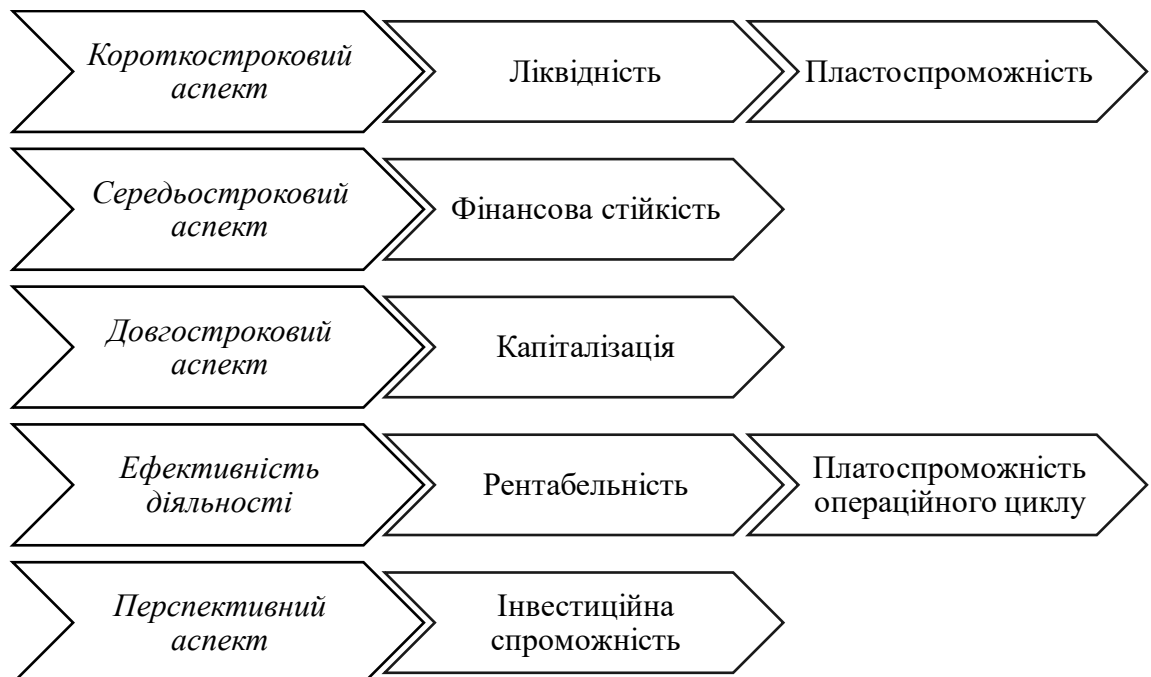 Короткостроковий
аспект
Ліквідність
Пластоспроможність
Середьостроковий
аспект
Фінансова стійкість
Довгостроковий
аспект
Капіталізація
Ефективність
діяльності
Рентабельність
Платоспроможність
операційного циклу
Перспективний
аспект
Інвестиційна
спроможність